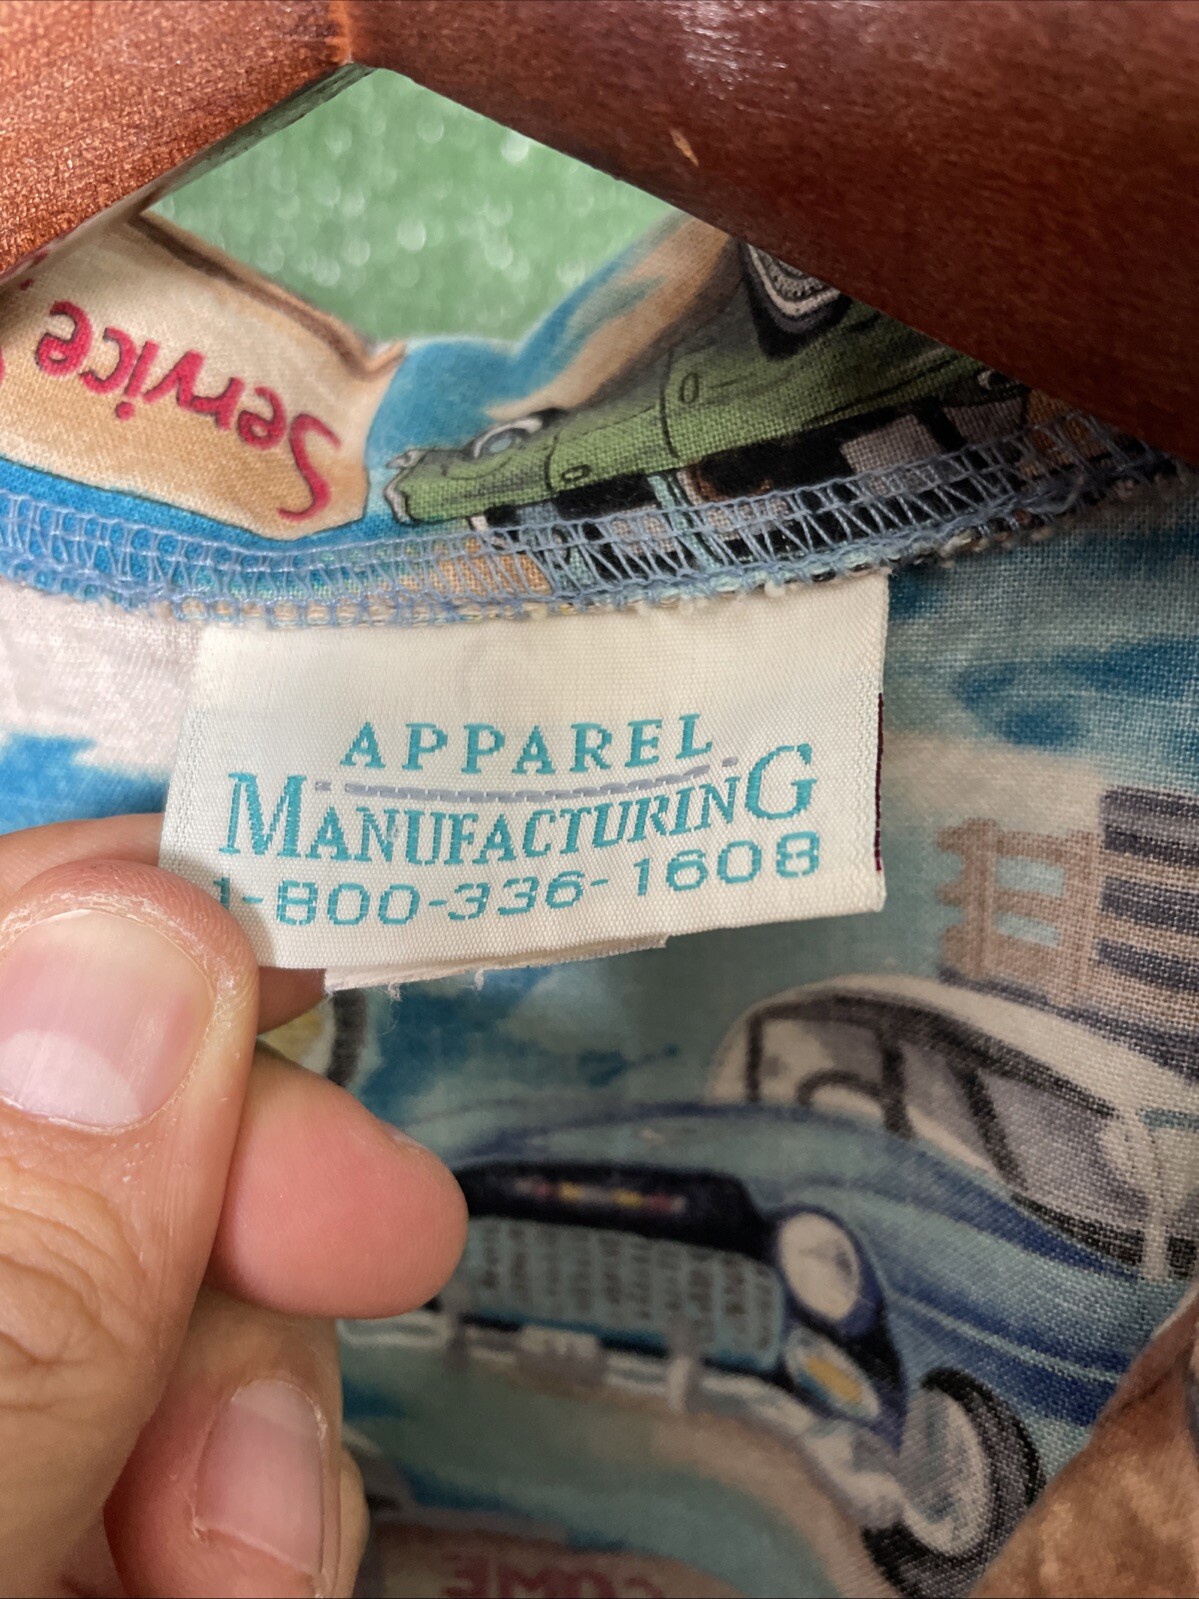 Service
APPAREL
MANUFACTURING
1-800-336-1608